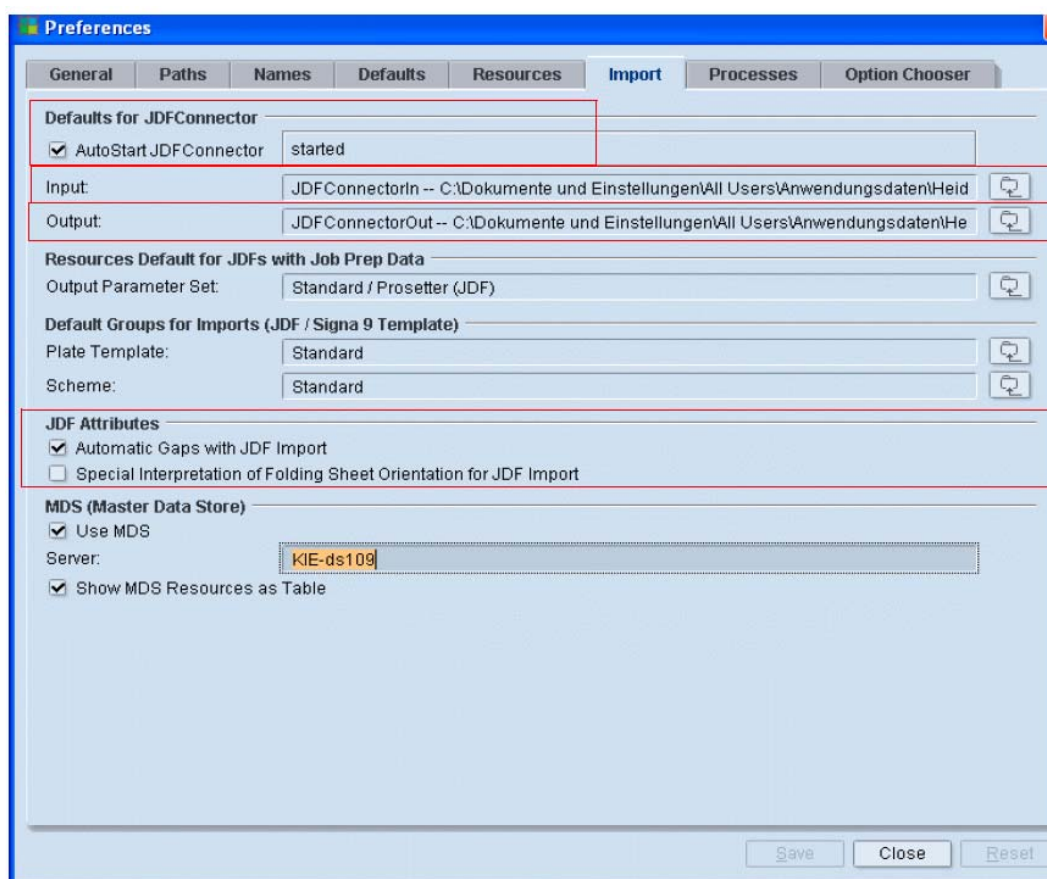 Preferences
General Paths Names Defaults Resources Import Processes Option Chooser
Defaults for JDFConnector
AutoStart JDFConnector started
Input: JDFConnectorIn -- C:\Dokumente und Einstellungen\All Users\Anwendungsdaten\Heid
Output: JDFConnectorOut -- C:\Dokumente und Einstellungen\All Users\Anwendungsdaten\He
Resources Default for JDFs with Job Prep Data
Output Parameter Set: Standard / Prosetter (JDF)
Default Groups for Imports (JDF / Signa 9 Template)
Plate Template: Standard
Scheme: Standard
JDF Attributes
Automatic Gaps with JDF Import
Special Interpretation of Folding Sheet Orientation for JDF Import
MDS (Master Data Store)
Use MDS
Server: KIE-ds109
Show MDS Resources as Table
Save Close Reset